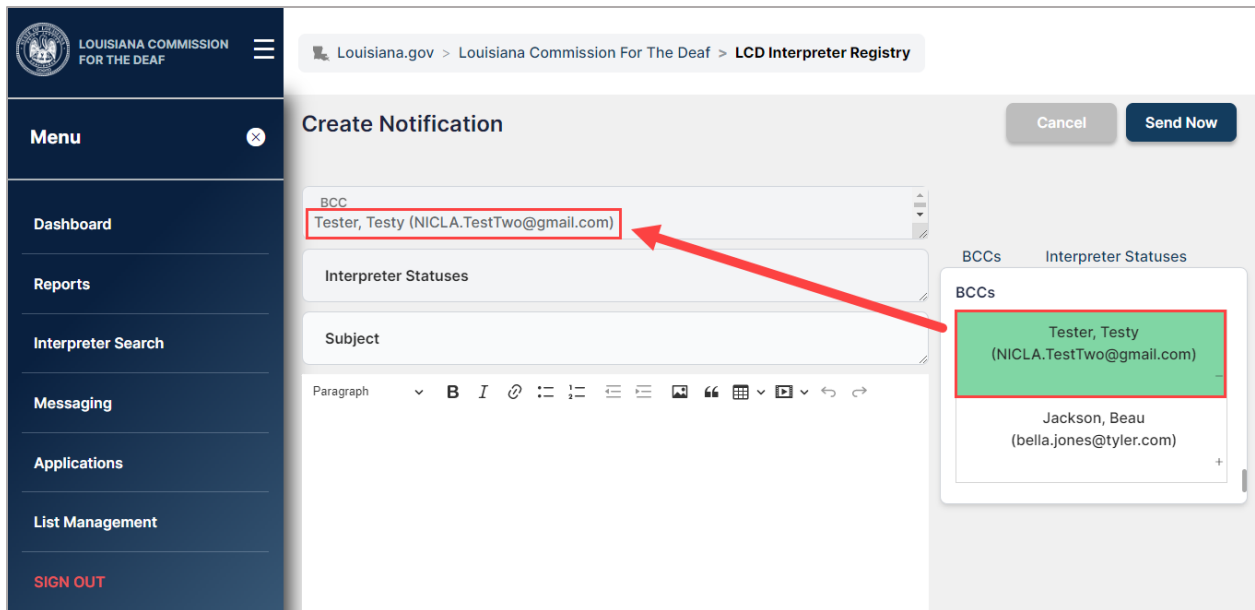 LOUISIANA COMMISSION
FOR THE DEAF
Louisiana.gov > Louisiana Commission For The Deaf > LCD Interpreter Registry
Menu
Dashboard
Reports
Interpreter Search
Messaging
Applications
List Management
SIGN OUT
Create Notification
Cancel
Send Now
BCC
Tester, Testy (NICLA.TestTwo@gmail.com)
Interpreter Statuses
Subject
Paragraph
BCCs
Interpreter Statuses
BCCs
Tester, Testy
(NICLA.TestTwo@gmail.com)
Jackson, Beau
(bella.jones@tyler.com)